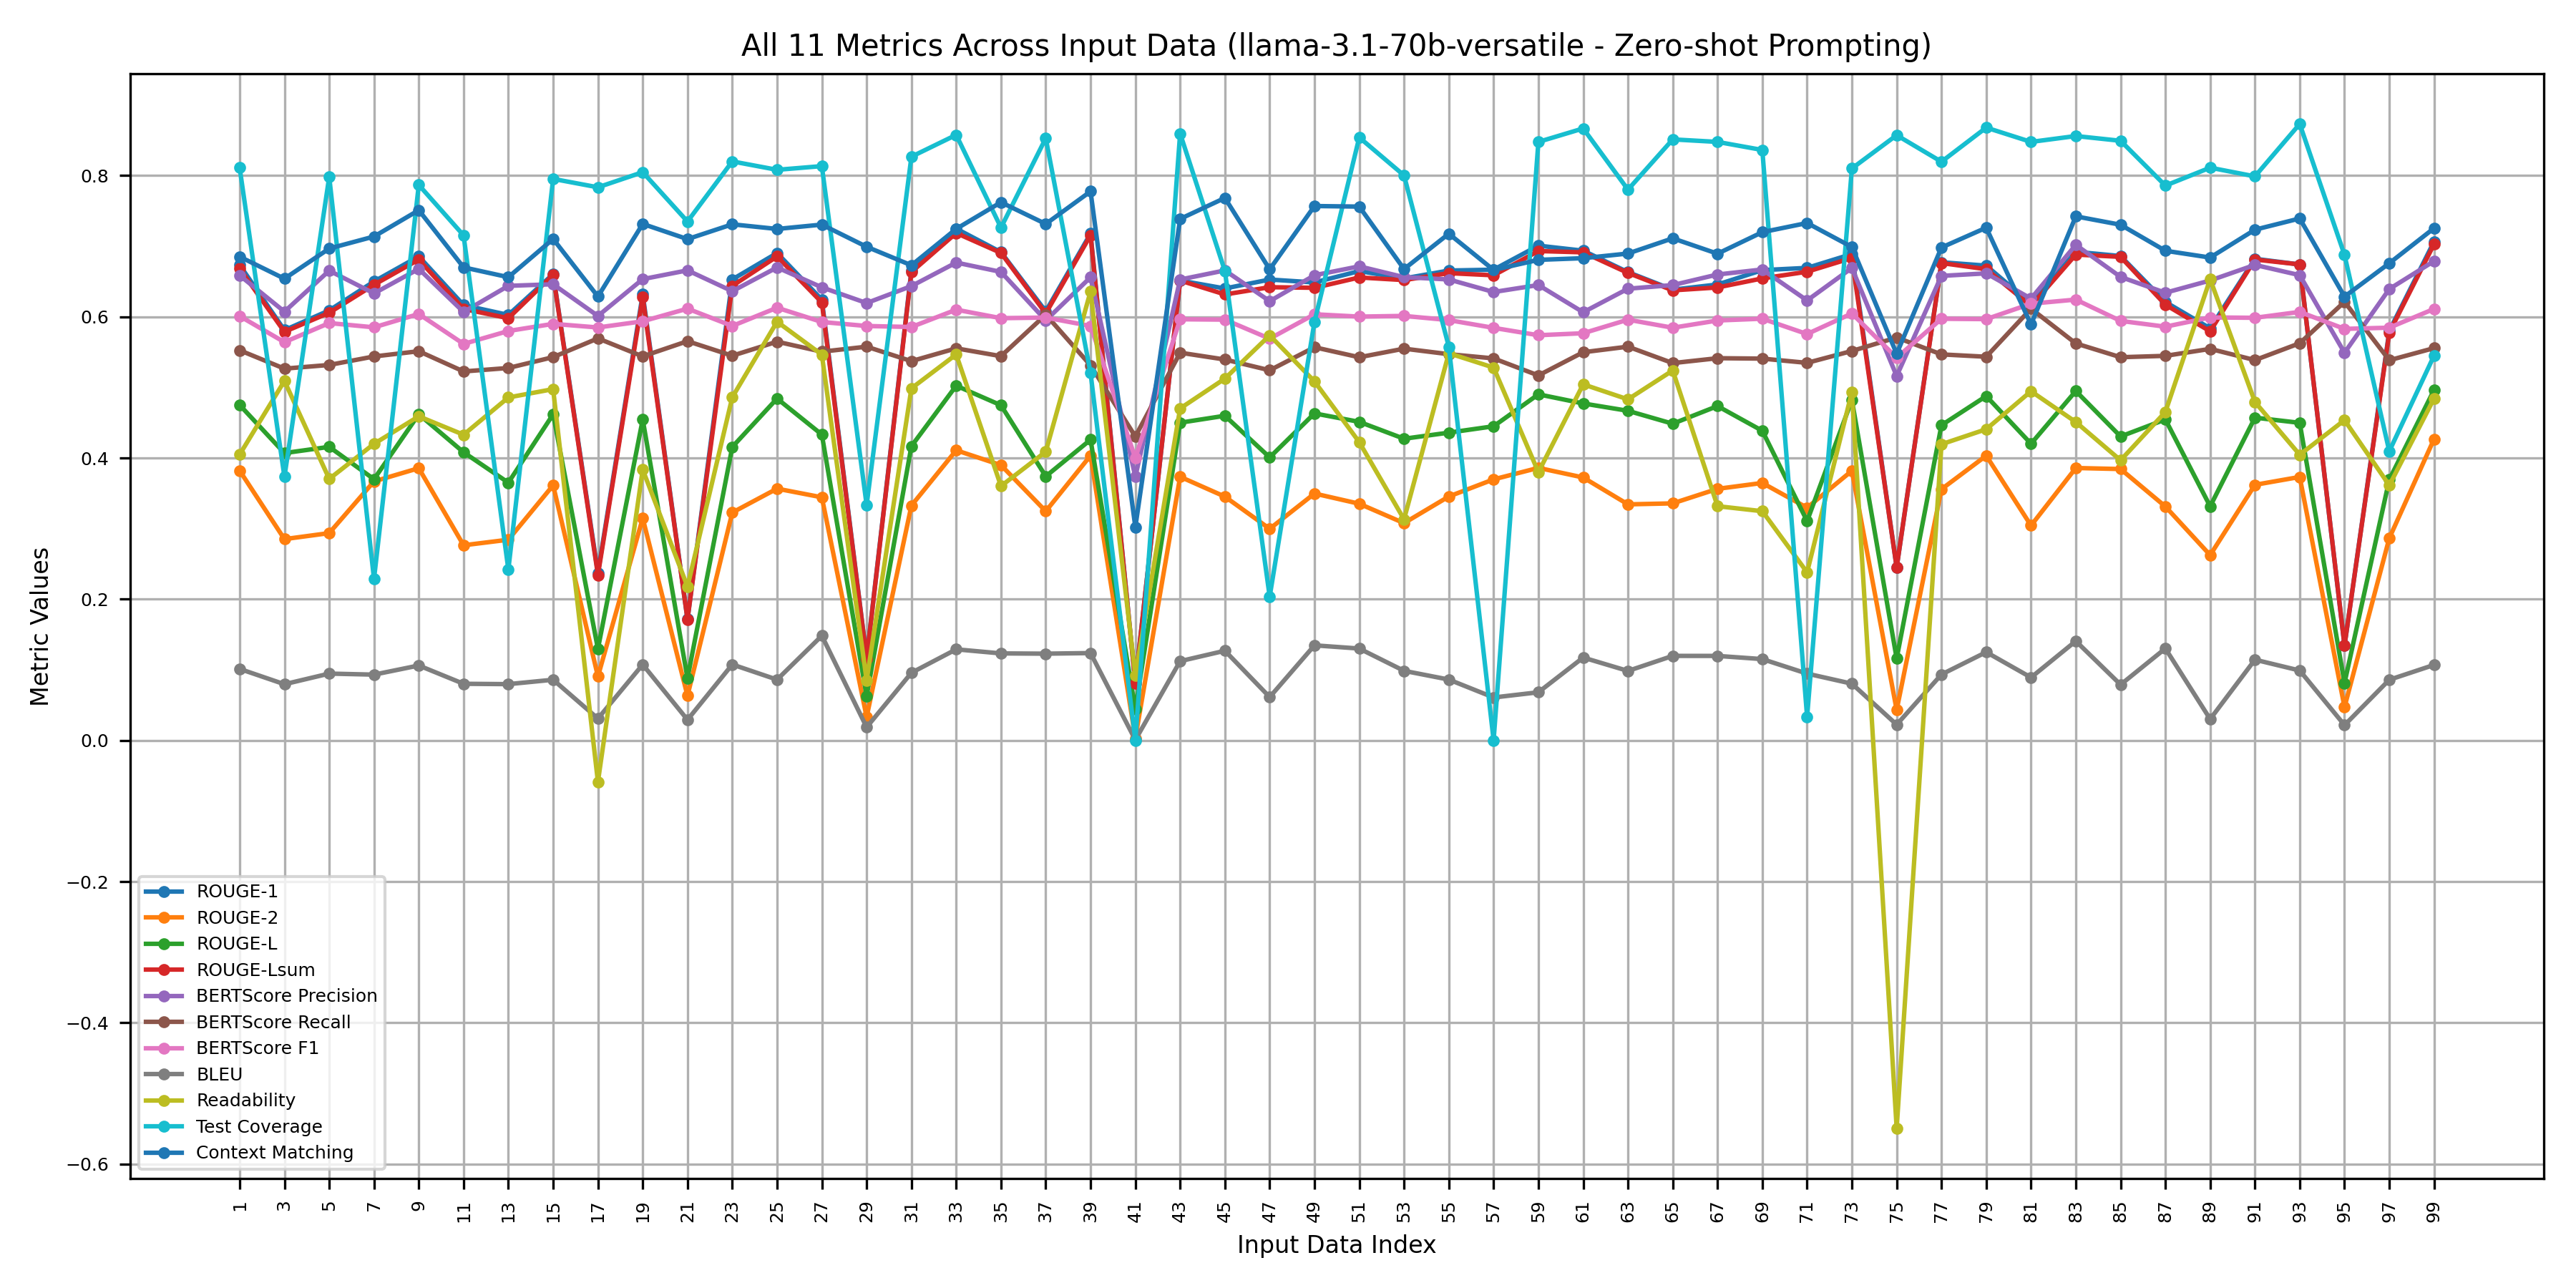 All 11 Metrics Across Input Data (llama-3.1-70b-versatile - Zero-shot Prompting)
Metric Values
0.8
0.6
0.4
0.2
0.0
−0.2
−0.4
−0.6
ROUGE-1
ROUGE-2
ROUGE-L
ROUGE-Lsum
BERTScore Precision
BERTScore Recall
BERTScore F1
BLEU
Readability
Test Coverage
Context Matching
1 3 5 7 9 11 13 15 17 19 21 23 25 27 29 31 33 35 37 39 41 43 45 47 49 51 53 55 57 59 61 63 65 67 69 71 73 75 77 79 81 83 85 87 89 91 93 95 97 99
Input Data Index